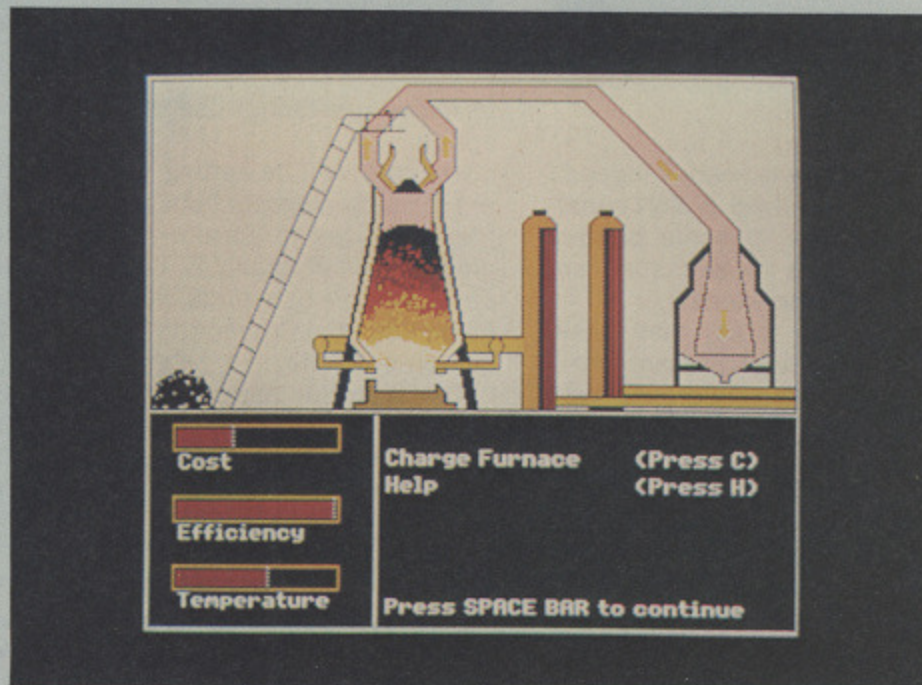 Cost
Efficiency
Temperature
Charge Furnace (Press C)
Help (Press H)
Press SPACE BAR to continue